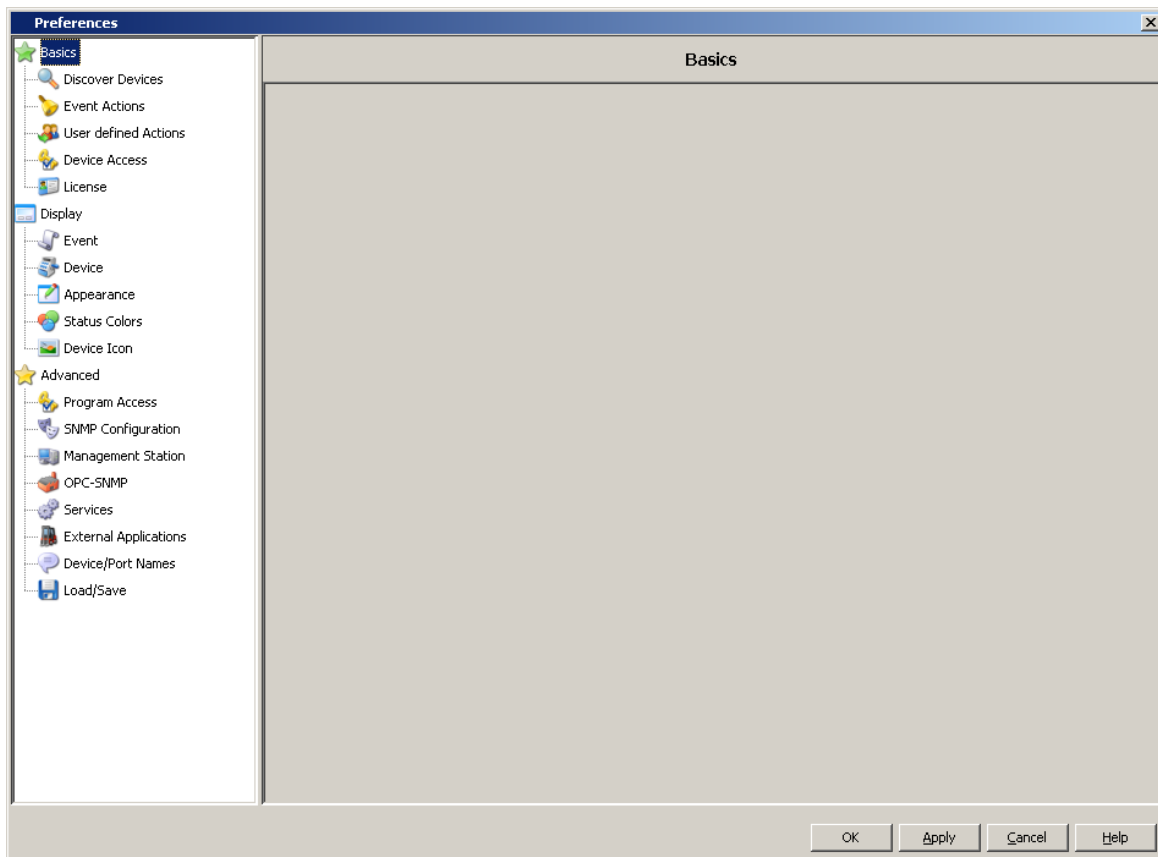 Preferences
Basics
Discover Devices
Event Actions
User defined Actions
Device Access
License
Display
Event
Device
Appearance
Status Colors
Device Icon
Advanced
Program Access
SNMP Configuration
Management Station
OPC-SNMP
Services
External Applications
Device/Port Names
Load/Save
Basics
OK Apply Cancel Help